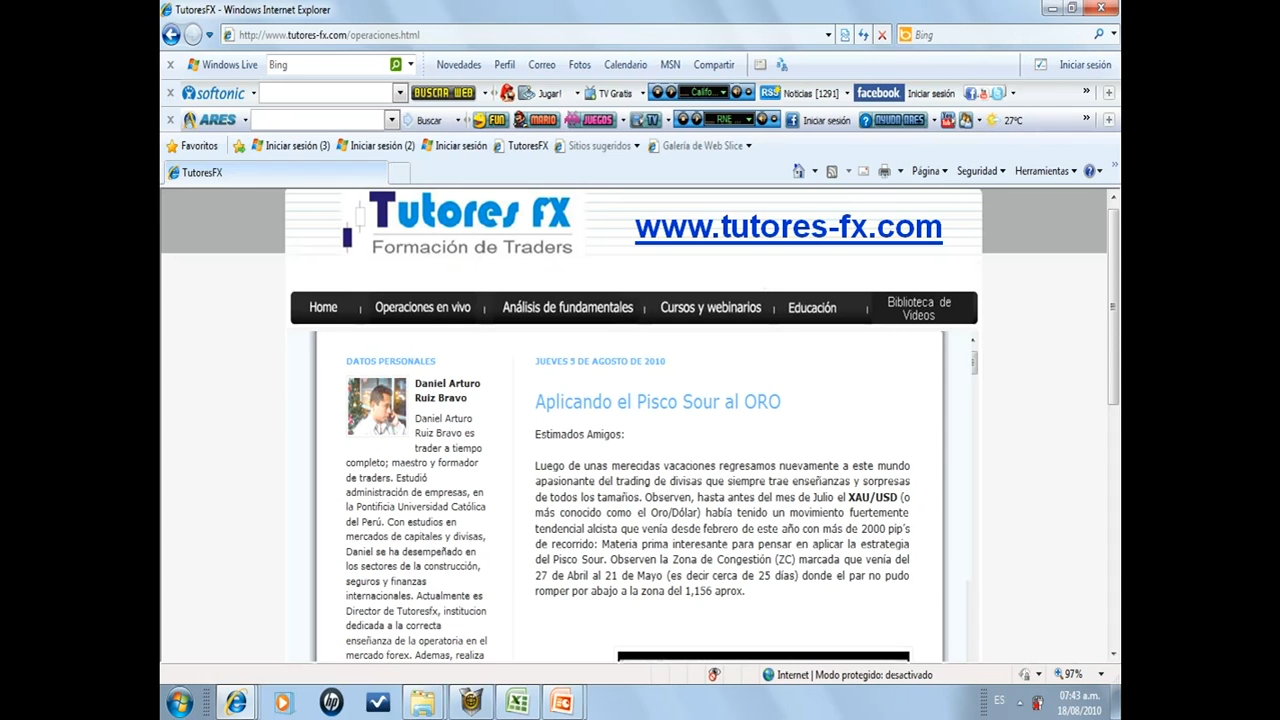 TutoresFX - Windows Internet Explorer
http://www.tutores-fx.com/operaciones.html
Bing
Windows Live
Bing
Novedades Perfil Correo Fotos Calendario MSN Compartir
Iniciar sesión
softonic
BUSCAR WEB
Jugar!
TV Gratis
Califo...
RSS
Noticias [1291]
facebook
Iniciar sesión
ARES
Buscar
FUN
MARIO
JUEGOS
TV
RNE...
Iniciar sesión
AYUDO ARES
27°C
Favoritos
Iniciar sesión (3)
Iniciar sesión (2)
Iniciar sesión
TutoresFX
Sitios sugeridos
Galería de Web Slice
TutoresFX
Página
Seguridad
Herramientas
Tutores FX
Formación de Traders
www.tutores-fx.com
Home
Operaciones en vivo
Análisis de fundamentales
Cursos y webinarios
Educación
Biblioteca de
Videos
DATOS PERSONALES
Daniel Arturo
Ruiz Bravo
Daniel Arturo
Ruiz Bravo es
trader a tiempo
completo; maestro y formador
de traders. Estudió
administración de empresas, en
la Pontificia Universidad Católica
del Perú. Con estudios en
mercados de capitales y divisas,
Daniel se ha desempeñado en
los sectores de la construcción,
seguros y finanzas
internacionales. Actualmente es
Director de Tutoresfx, institucion
dedicada a la correcta
enseñanza de la operatoria en el
mercado forex. Ademas, realiza
JUEVES 5 DE AGOSTO DE 2010
Aplicando el Pisco Sour al ORO
Estimados Amigos:
Luego de unas merecidas vacaciones regresamos nuevamente a este mundo
apasionante del trading de divisas que siempre trae enseñanzas y sorpresas
de todos los tamaños. Observen, hasta antes del mes de Julio el XAU/USD (o
más conocido como el Oro/Dólar) había tenido un movimiento fuertemente
tendencial alcista que venía desde febrero de este año con más de 2000 pip's
de recorrido: Materia prima interesante para pensar en aplicar la estrategia
del Pisco Sour. Observen la Zona de Congestión (ZC) marcada que venía del
27 de Abril al 21 de Mayo (es decir cerca de 25 días) donde el par no pudo
romper por abajo a la zona del 1,156 aprox.
Internet | Modo protegido: desactivado
97%
ES
07:43 a.m.
18/08/2010